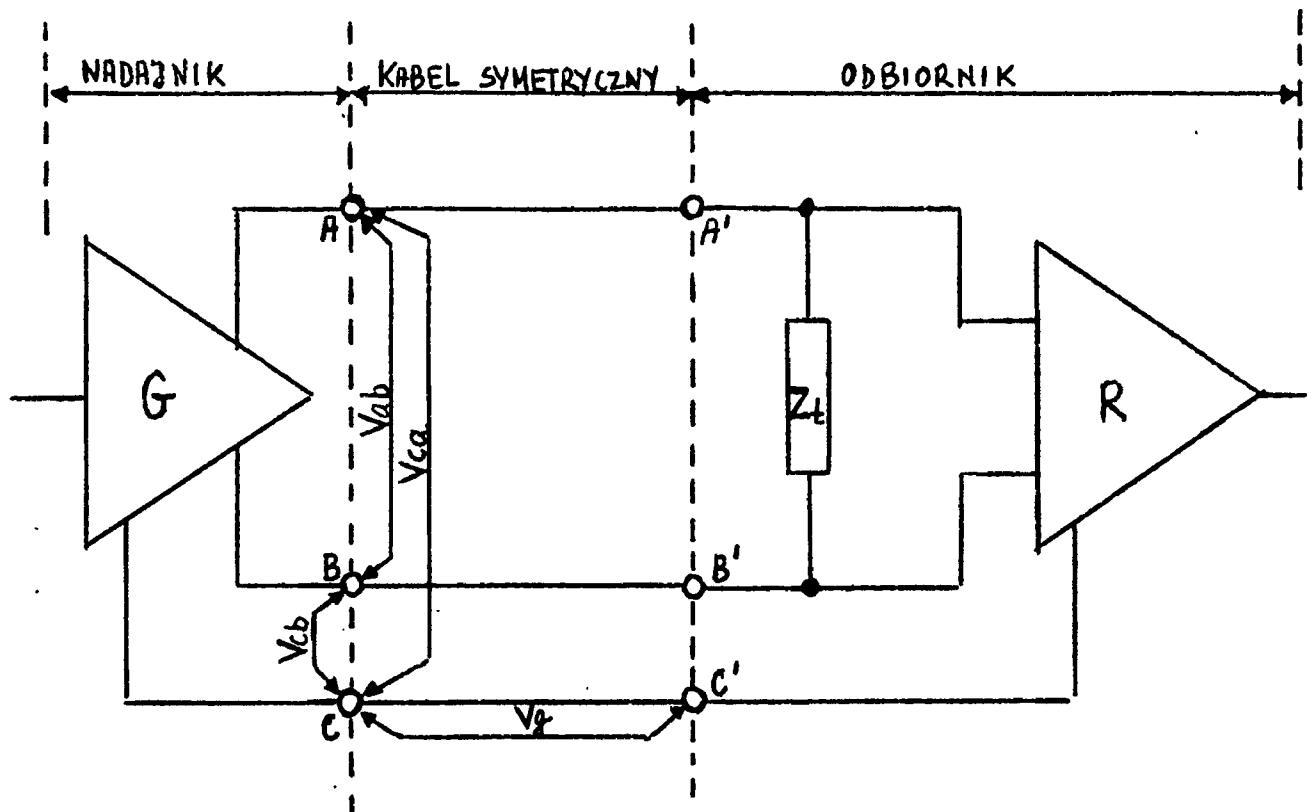 NADAJNIK
KABEL SYMETRYCZNY
ODBIORNIK
A
A'
G
Vab
Vca
Zt
R
B
B'
Vcb
C
C'
Vg